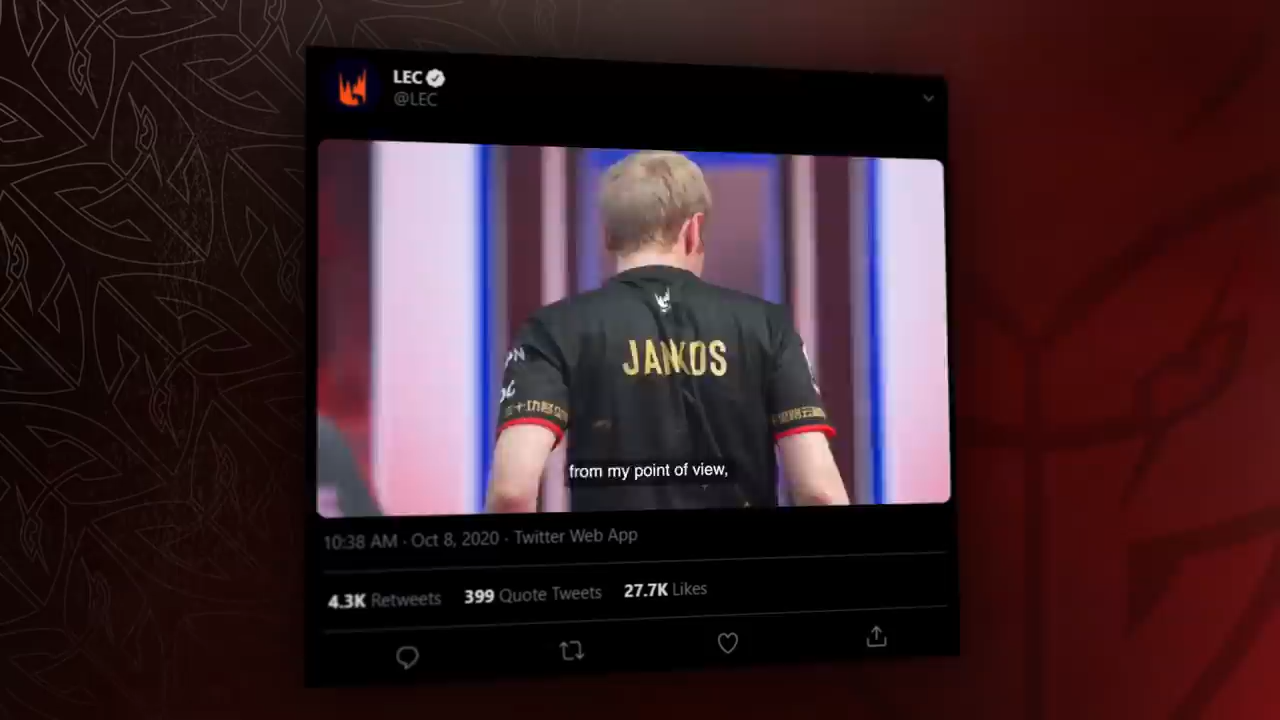 LEC
@LEC
JANKOS
from my point of view,
10:38 AM · Oct 8, 2020 · Twitter Web App
4.3K Retweets 399 Quote Tweets 27.7K Likes